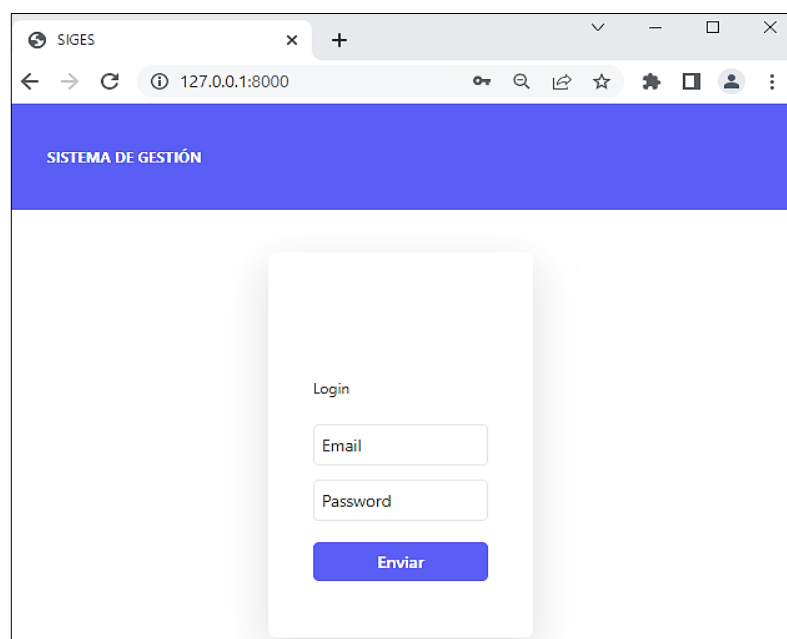 SIGES
127.0.0.1:8000
SISTEMA DE GESTIÓN
Login
Email
Password
Enviar